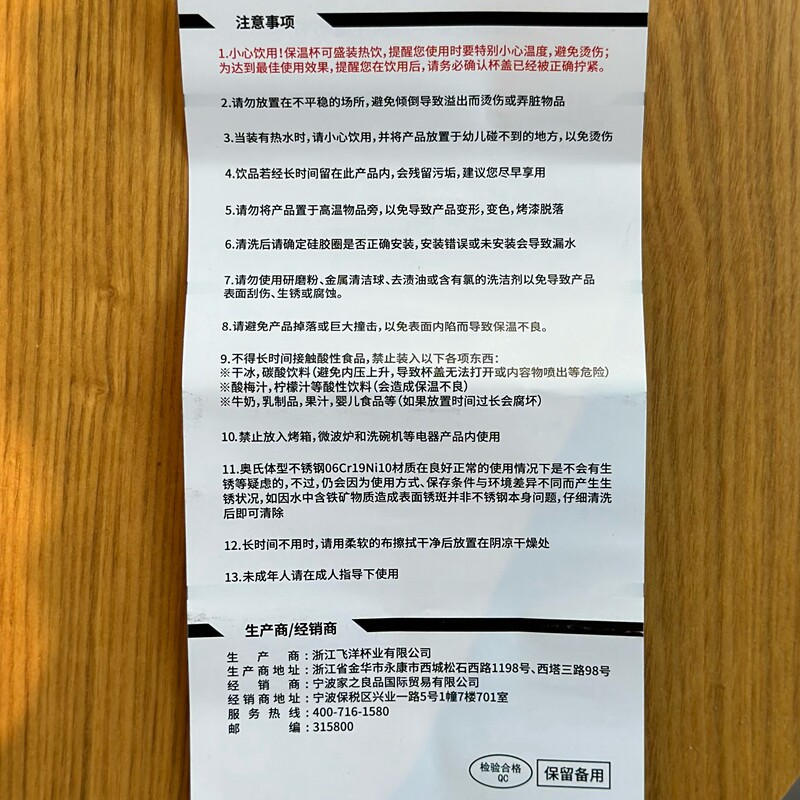 注意事项
1.小心饮用!保温杯可盛装热饮,提醒您使用时要特别小心温度,避免烫伤;
为达到最佳使用效果,提醒您在饮用后,请务必确认杯盖已经被正确拧紧。
2.请勿放置在不平稳的场所,避免倾倒导致溢出而烫伤或弄脏物品
3.当装有热水时,请小心饮用,并将产品放置于幼儿碰不到的地方,以免烫伤
4.饮品若经长时间留在此产品内,会残留污垢,建议您尽早享用
5.请勿将产品置于高温物品旁,以免导致产品变形,变色,烤漆脱落
6.清洗后请确定硅胶圈是否正确安装,安装错误或未安装会导致漏水
7.请勿使用研磨粉、金属清洁球、去渍油或含有氯的洗洁剂以免导致产品
表面刮伤、生锈或腐蚀。
8.请避免产品掉落或巨大撞击,以免表面内陷而导致保温不良。
9.不得长时间接触酸性食品,禁止装入以下各项东西:
※干冰,碳酸饮料(避免内压上升,导致杯盖无法打开或内容物喷出等危险)
※酸梅汁,柠檬汁等酸性饮料(会造成保温不良)
※牛奶,乳制品,果汁,婴儿食品等(如果放置时间过长会腐坏)
10.禁止放入烤箱,微波炉和洗碗机等电器产品内使用
11.奥氏体型不锈钢06Cr19Ni10材质在良好正常的使用情况下是不会有生
锈等疑虑的,不过,仍会因为使用方式、保存条件与环境差异不同而产生生
锈状况,如因水中含铁矿物质造成表面锈斑并非不锈钢本身问题,仔细清洗
后即可清除
12.长时间不用时,请用柔软的布擦拭干净后放置在阴凉干燥处
13.未成年人请在成人指导下使用
生产商/经销商
生产商:浙江飞洋杯业有限公司
生产商地址:浙江省金华市永康市西城松石西路1198号、西塔三路98号
经销商:宁波家之良品国际贸易有限公司
经销商地址:宁波保税区兴业一路5号1幢7楼701室
服务热线:400-716-1580
邮编:315800
检验合格
QC
保留备用